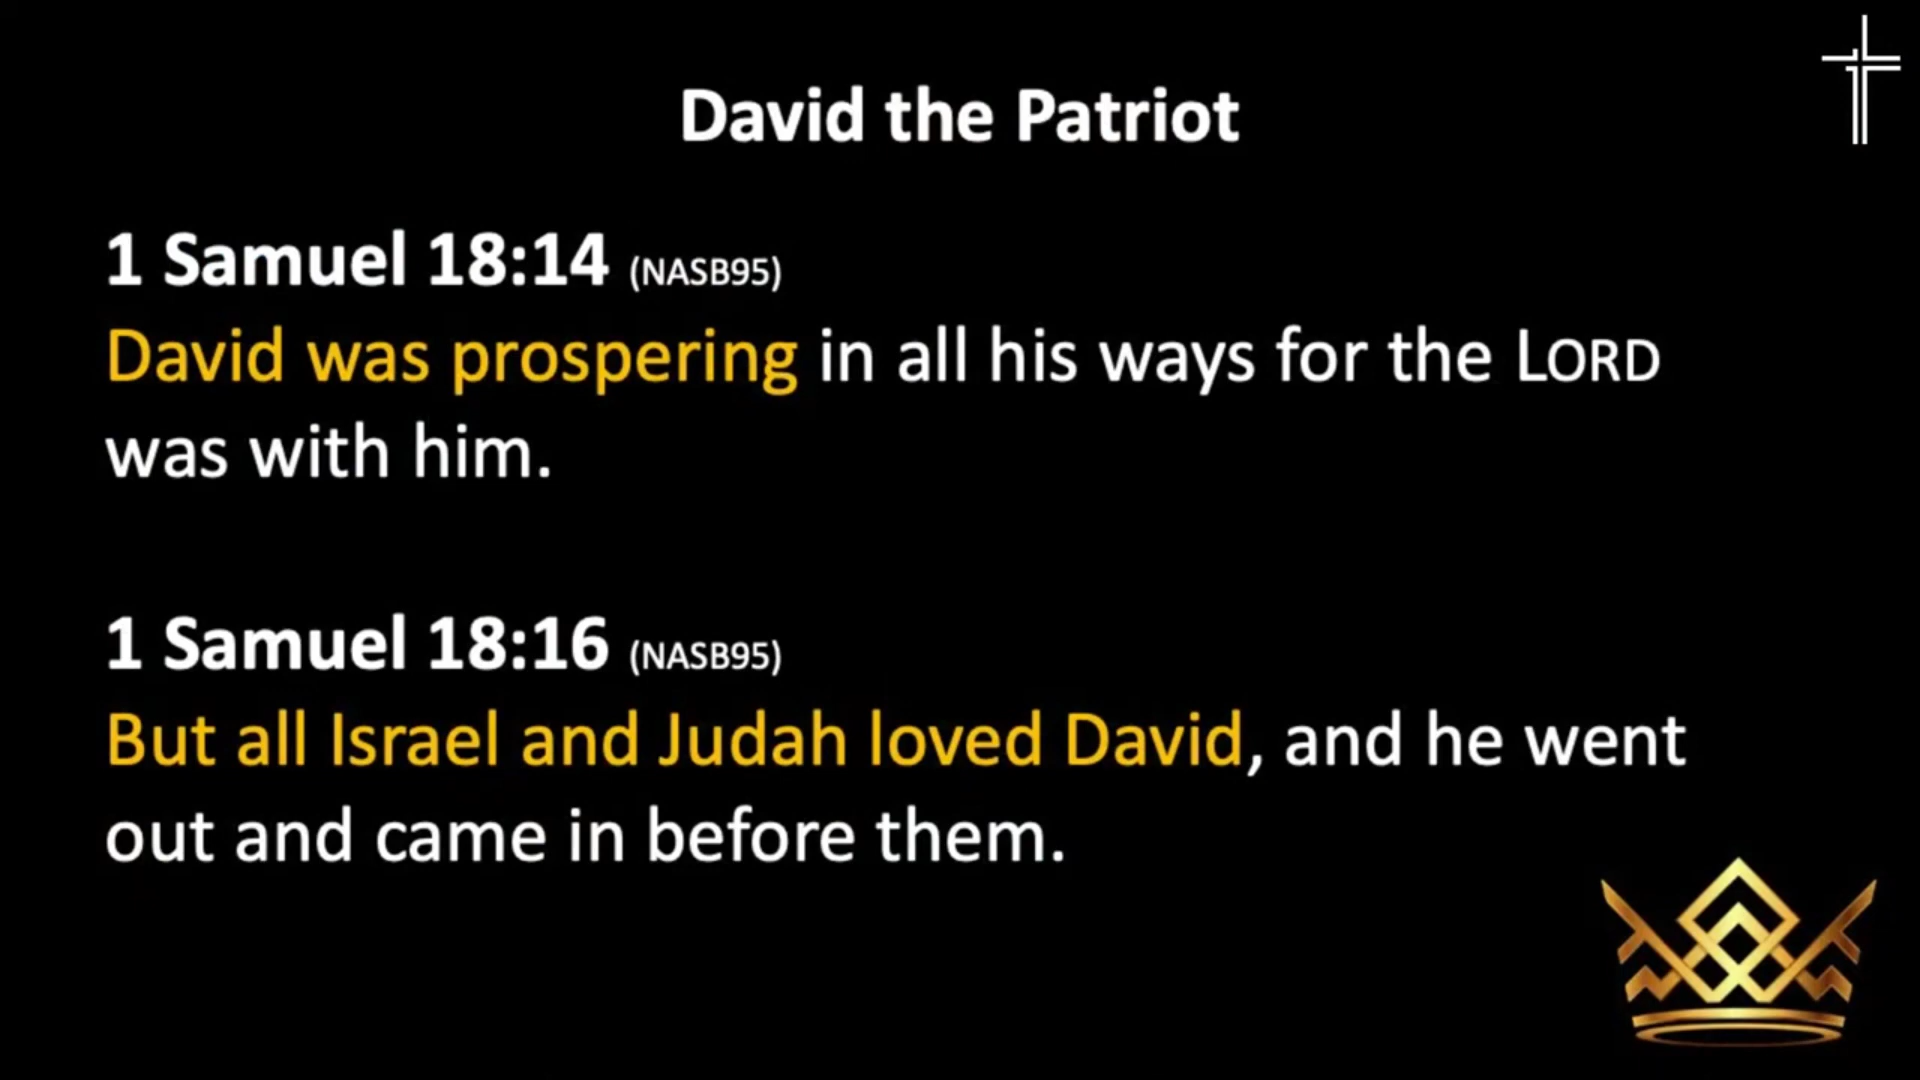 David the Patriot
1 Samuel 18:14 (NASB95)
David was prospering in all his ways for the LORD
was with him.
1 Samuel 18:16 (NASB95)
But all Israel and Judah loved David, and he went
out and came in before them.